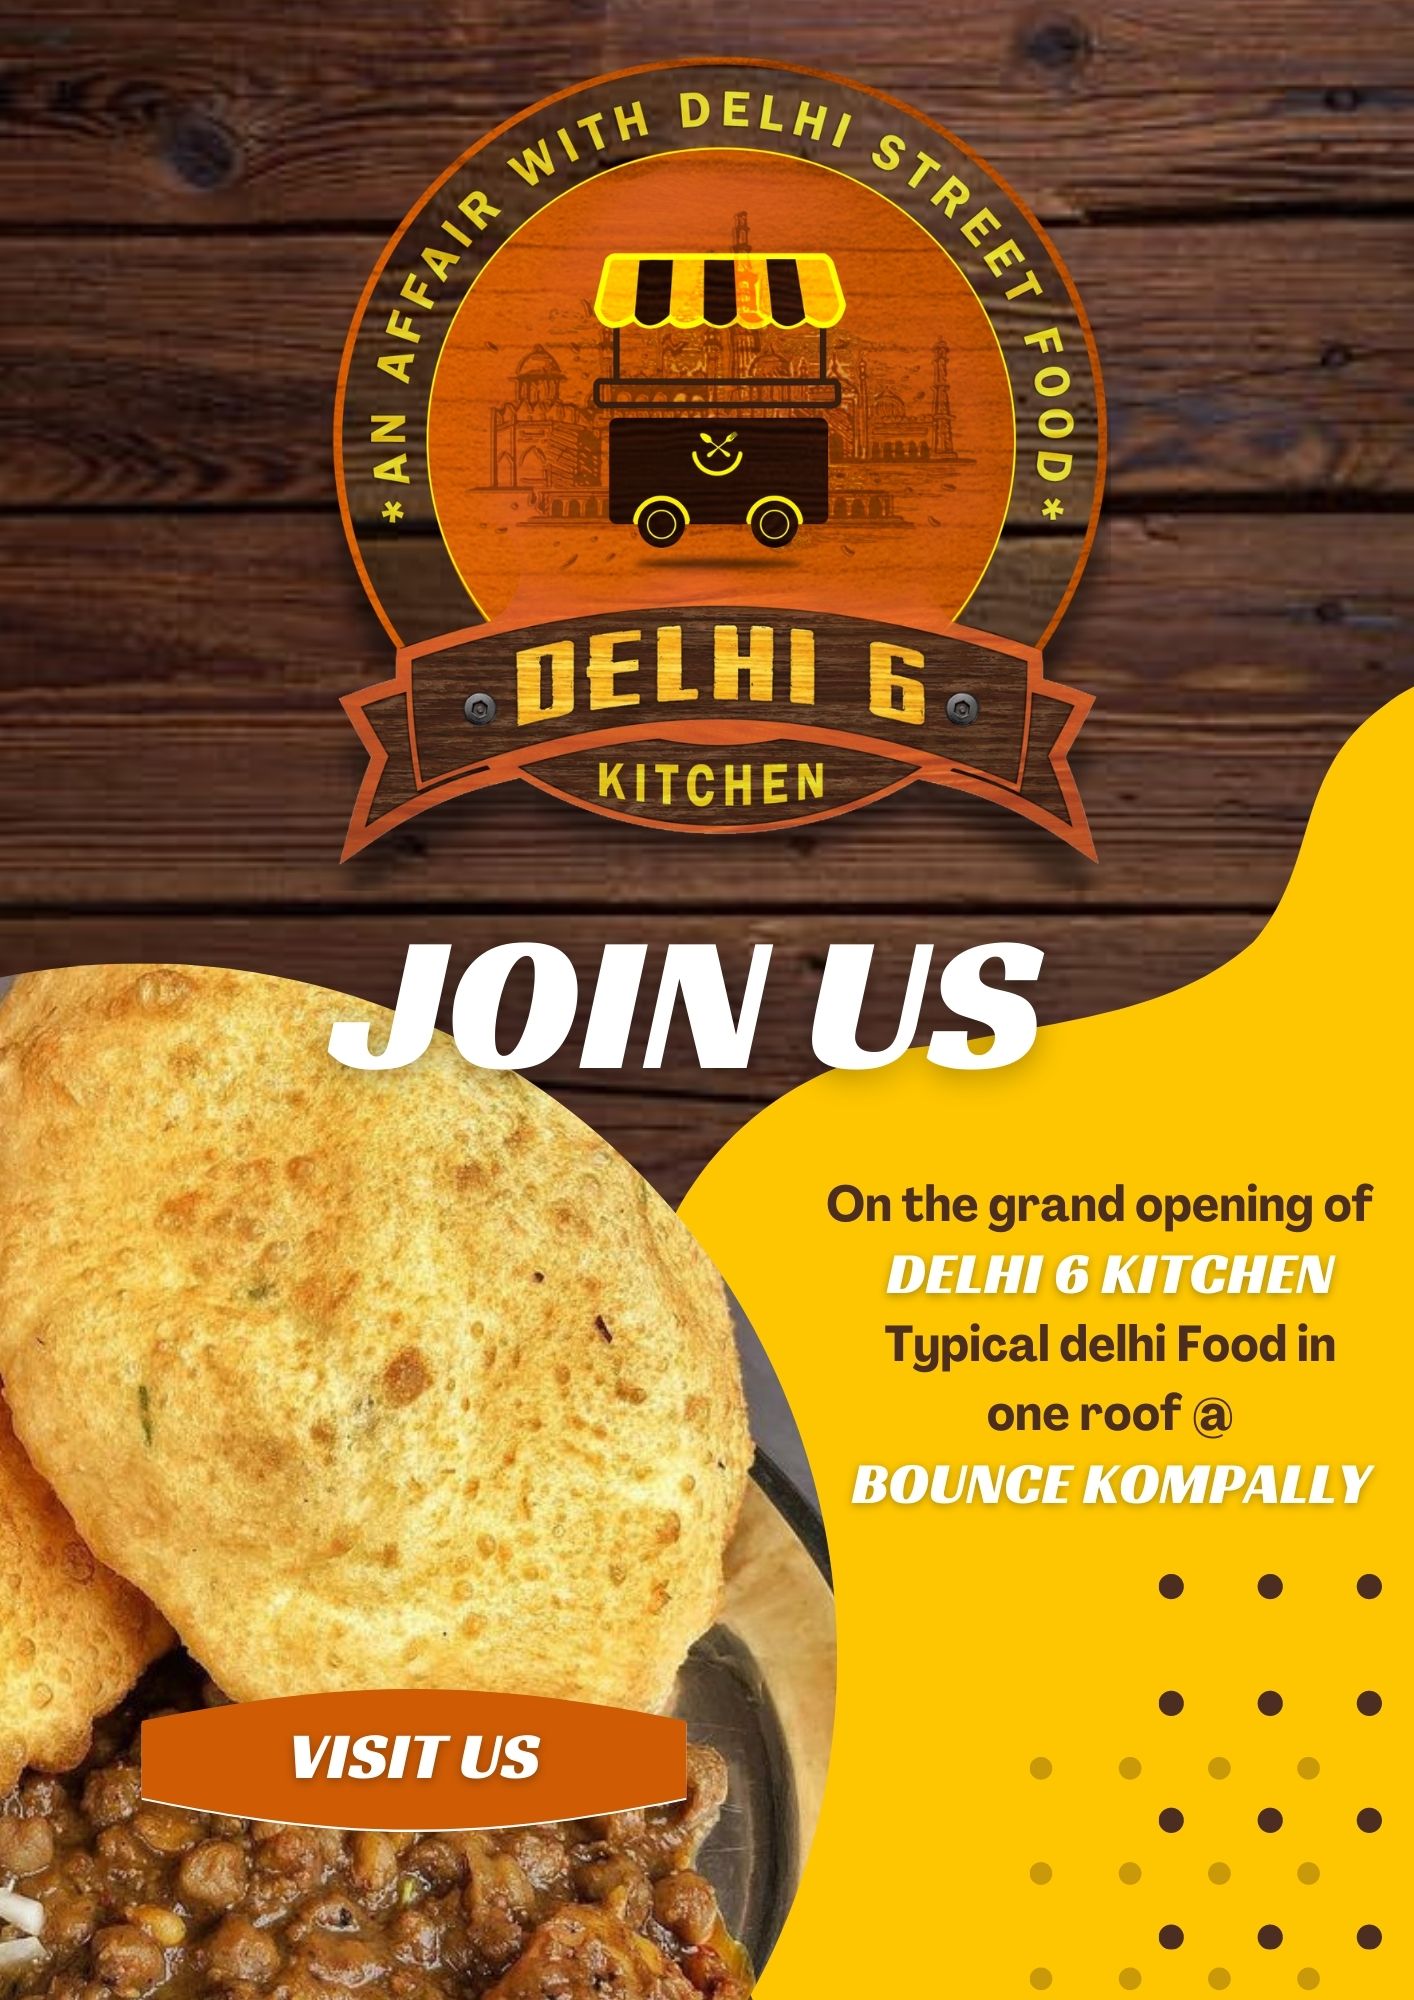 *AN AFFAIR WITH DELHI STREET FOOD*
DELHI 6
KITCHEN
JOIN US
On the grand opening of
DELHI 6 KITCHEN
Typical delhi Food in
one roof @
BOUNCE KOMPALLY
VISIT US